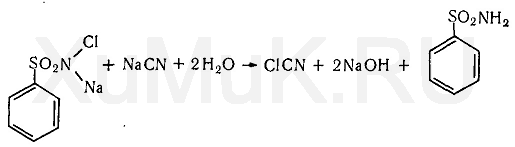 Cl
SO₂N + NaCN + 2H₂O → ClCN + 2NaOH + SO₂NH₂
Na
XuMuK.RU